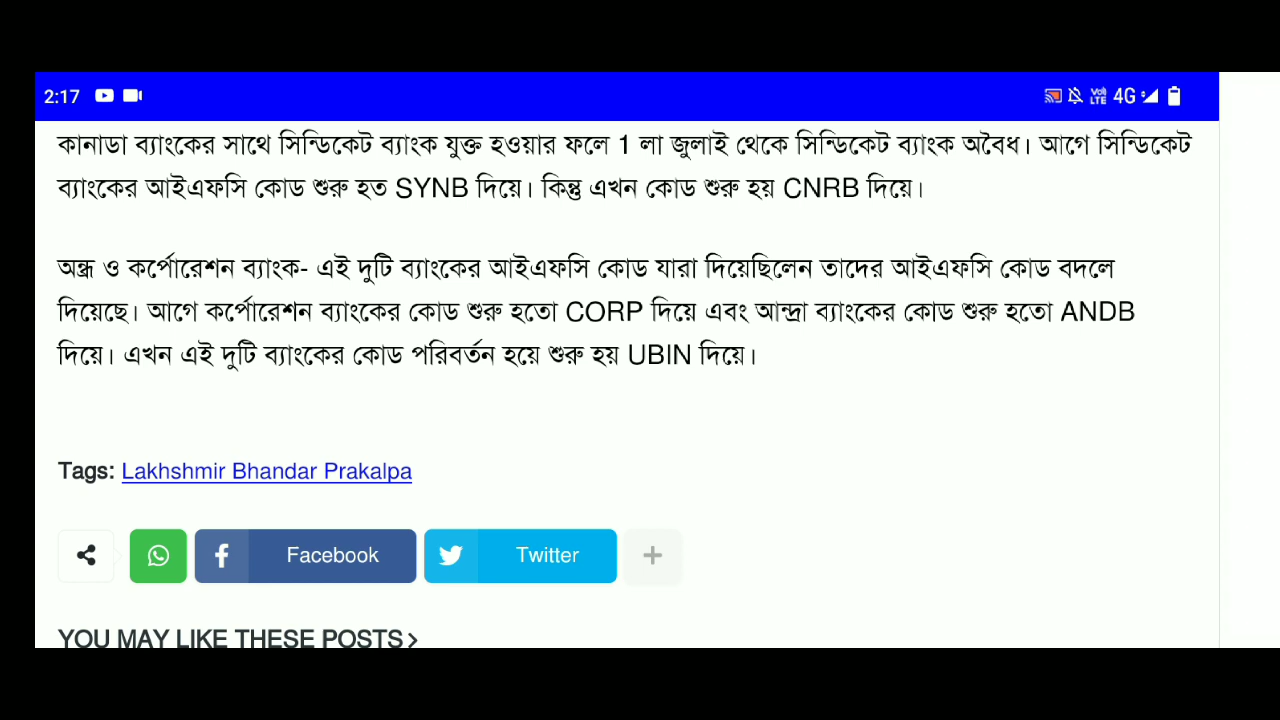 2:17 Vo) LTE 4G
কানাডা ব্যাংকের সাথে সিন্ডিকেট ব্যাংক যুক্ত হওয়ার ফলে 1 লা জুলাই থেকে সিন্ডিকেট ব্যাংক অবৈধ। আগে সিন্ডিকেট
ব্যাংকের আইএফসি কোড শুরু হত SYNB দিয়ে। কিন্তু এখন কোড শুরু হয় CNRB দিয়ে।
অন্ধ্র ও কর্পোরেশন ব্যাংক- এই দুটি ব্যাংকের আইএফসি কোড যারা দিয়েছিলেন তাদের আইএফসি কোড বদলে
দিয়েছে। আগে কর্পোরেশন ব্যাংকের কোড শুরু হতো CORP দিয়ে এবং আন্দ্রা ব্যাংকের কোড শুরু হতো ANDB
দিয়ে। এখন এই দুটি ব্যাংকের কোড পরিবর্তন হয়ে শুরু হয় UBIN দিয়ে।
Tags: Lakhshmir Bhandar Prakalpa
Facebook Twitter
YOU MAY LIKE THESE POSTS